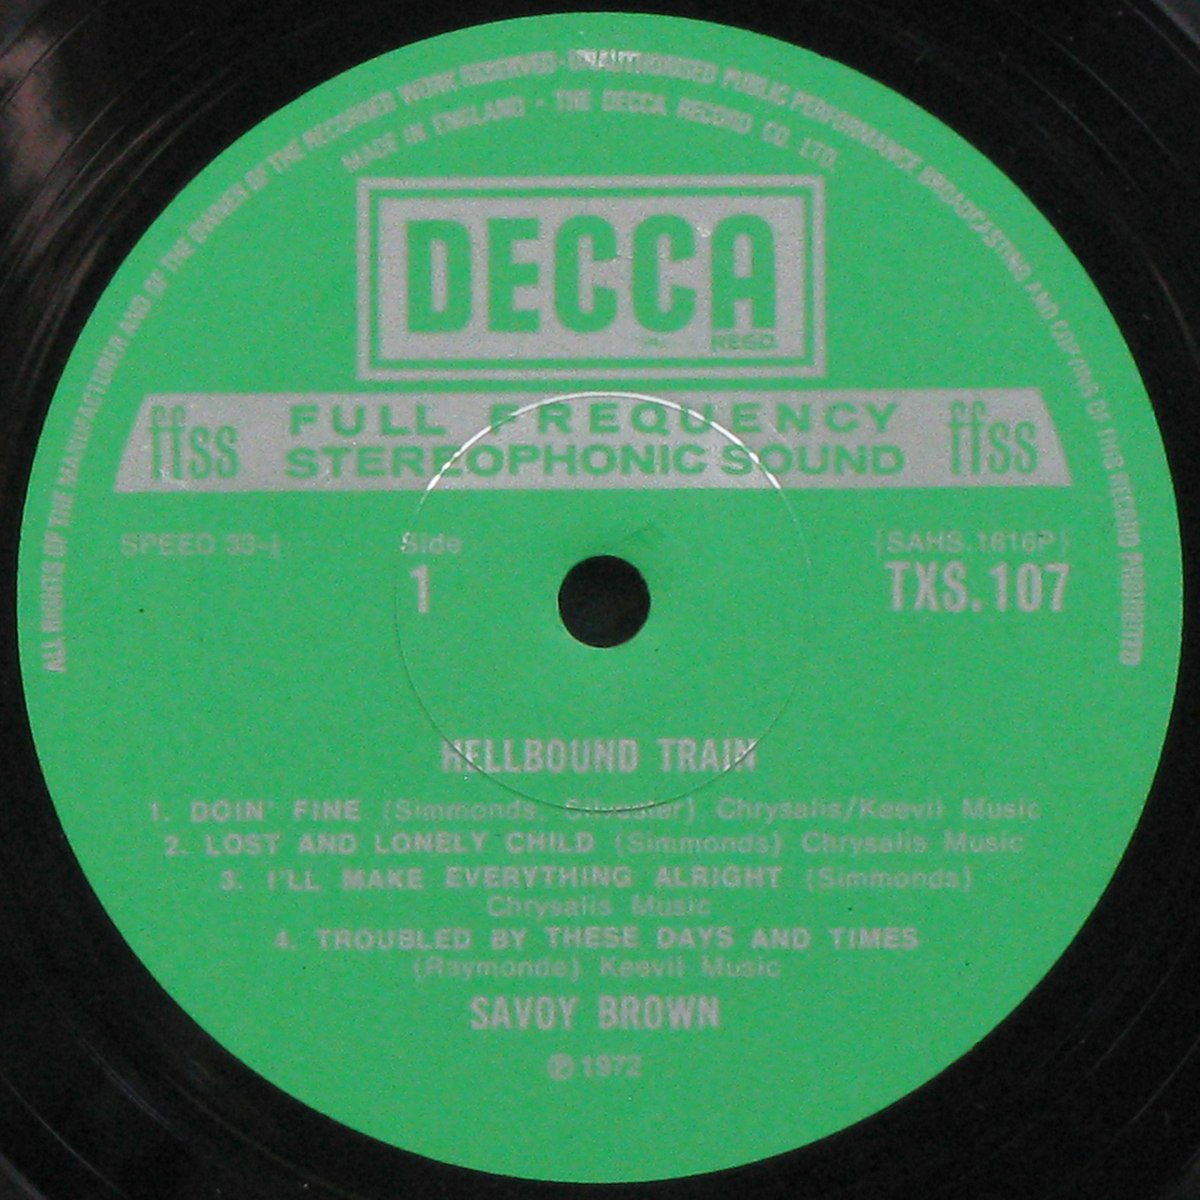 ALL RIGHTS OF THE MANUFACTURER AND OF THE OWNER OF THE RECORDED WORK RESERVED · UNAUTHORISED PUBLIC PERFORMANCE BROADCASTING AND COPYING OF THIS RECORD PROHIBITED
MADE IN ENGLAND · THE DECCA RECORD CO. LTD.
DECCA
REGD.
ffss FULL FREQUENCY ffss
STEREOPHONIC SOUND
SPEED 33-⅓ Side (SAHS.1616P)
1 TXS.107
HELLBOUND TRAIN
1. DOIN' FINE (Simmonds, Silvester) Chrysalis/Keevil Music
2. LOST AND LONELY CHILD (Simmonds) Chrysalis Music
3. I'LL MAKE EVERYTHING ALRIGHT (Simmonds)
Chrysalis Music
4. TROUBLED BY THESE DAYS AND TIMES
(Raymonde) Keevil Music
SAVOY BROWN
℗ 1972